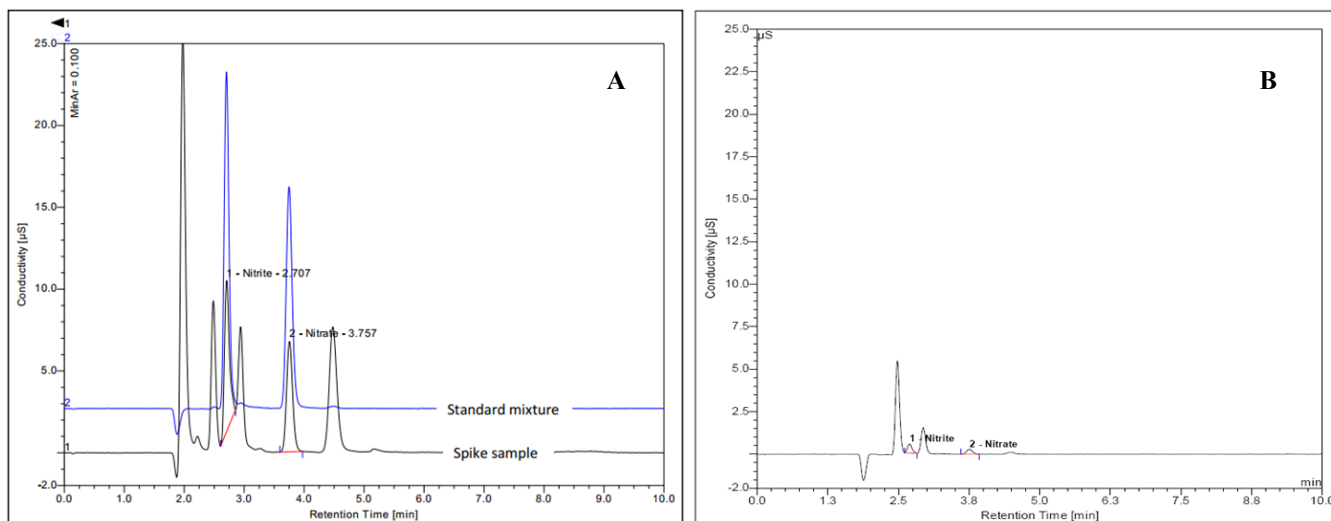 1
2
25.0
20.0
15.0
10.0
5.0
-2.0
Conductivity [µS]
MinAr = 0.100
A
1 - Nitrite - 2.707
2 - Nitrate - 3.757
2
Standard mixture
1
Spike sample
0.0 1.0 2.0 3.0 4.0 5.0 6.0 7.0 8.0 9.0 10.0
Retention Time [min]
25.0
22.5
20.0
17.5
15.0
12.5
10.0
7.5
5.0
2.5
0.0
-2.0
µS
Conductivity [µS]
B
1 - Nitrite
2 - Nitrate
min
0.0 1.3 2.5 3.8 5.0 6.3 7.5 8.8 10.0
Retention Time [min]